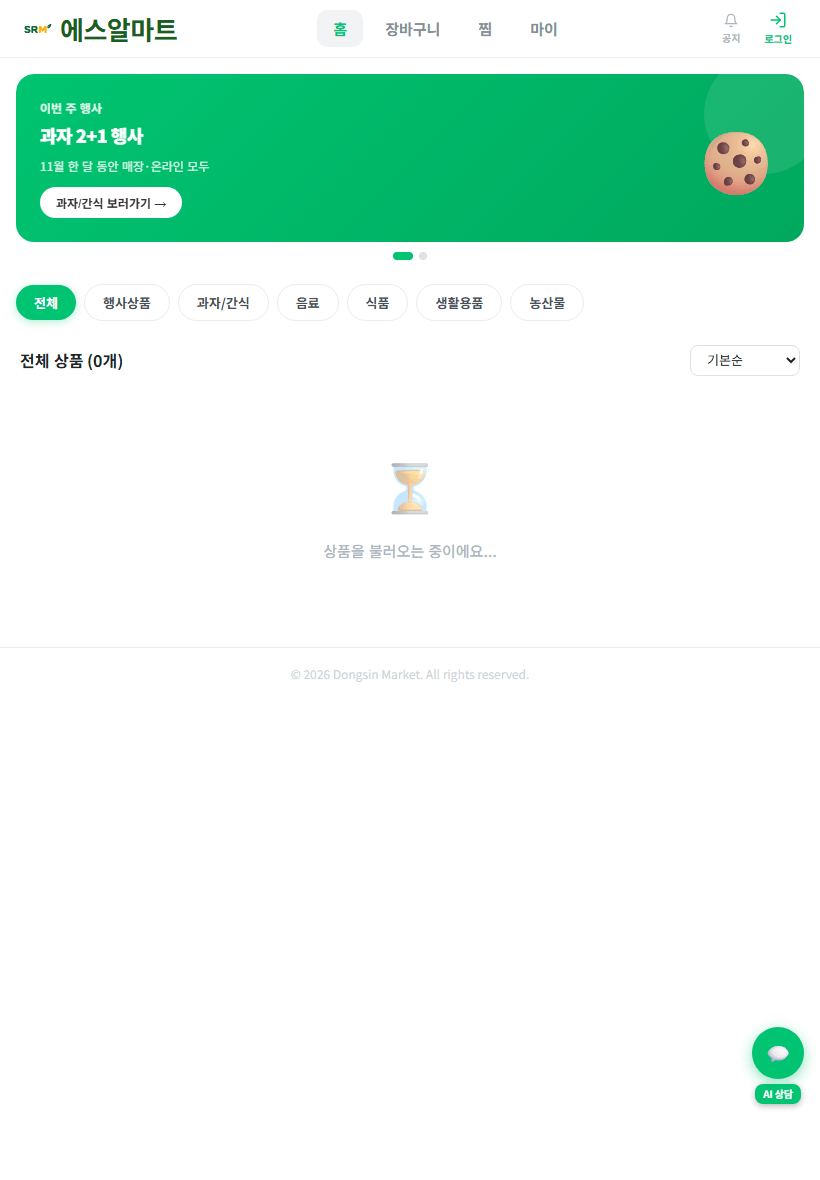 SRM 에스알마트
홈
장바구니
찜
마이
공지
로그인
이번 주 행사
과자 2+1 행사
11월 한 달 동안 매장·온라인 모두
과자/간식 보러가기 →
전체
행사상품
과자/간식
음료
식품
생활용품
농산물
전체 상품 (0개)
기본순
상품을 불러오는 중이에요...
© 2026 Dongsin Market. All rights reserved.
AI 상담